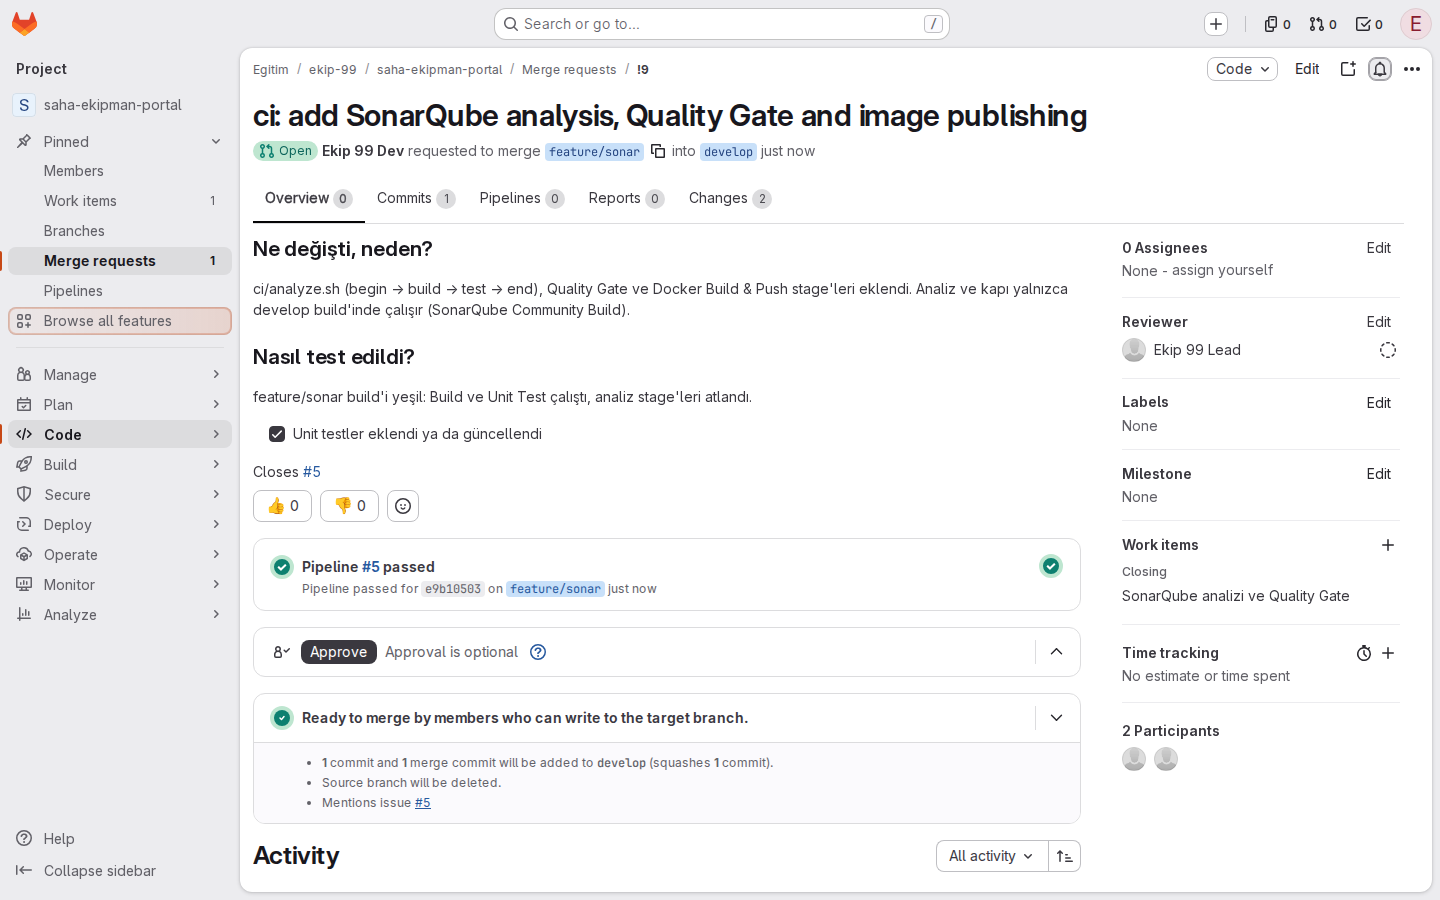 Search or go to...
/
0
0
0
E
Project
S saha-ekipman-portal
Pinned
Members
Work items 1
Branches
Merge requests 1
Pipelines
Browse all features
Manage
Plan
Code
Build
Secure
Deploy
Operate
Monitor
Analyze
Help
Collapse sidebar
Egitim / ekip-99 / saha-ekipman-portal / Merge requests / !9
Code Edit
ci: add SonarQube analysis, Quality Gate and image publishing
Open Ekip 99 Dev requested to merge feature/sonar into develop just now
Overview 0 Commits 1 Pipelines 0 Reports 0 Changes 2
Ne değişti, neden?
ci/analyze.sh (begin → build → test → end), Quality Gate ve Docker Build & Push stage'leri eklendi. Analiz ve kapı yalnızca
develop build'inde çalışır (SonarQube Community Build).
Nasıl test edildi?
feature/sonar build'i yeşil: Build ve Unit Test çalıştı, analiz stage'leri atlandı.
Unit testler eklendi ya da güncellendi
Closes #5
👍 0 👎 0
Pipeline #5 passed
Pipeline passed for e9b10503 on feature/sonar just now
Approve Approval is optional
Ready to merge by members who can write to the target branch.
1 commit and 1 merge commit will be added to develop (squashes 1 commit).
Source branch will be deleted.
Mentions issue #5
Activity
All activity
0 Assignees Edit
None - assign yourself
Reviewer Edit
Ekip 99 Lead
Labels Edit
None
Milestone Edit
None
Work items
Closing
SonarQube analizi ve Quality Gate
Time tracking
No estimate or time spent
2 Participants